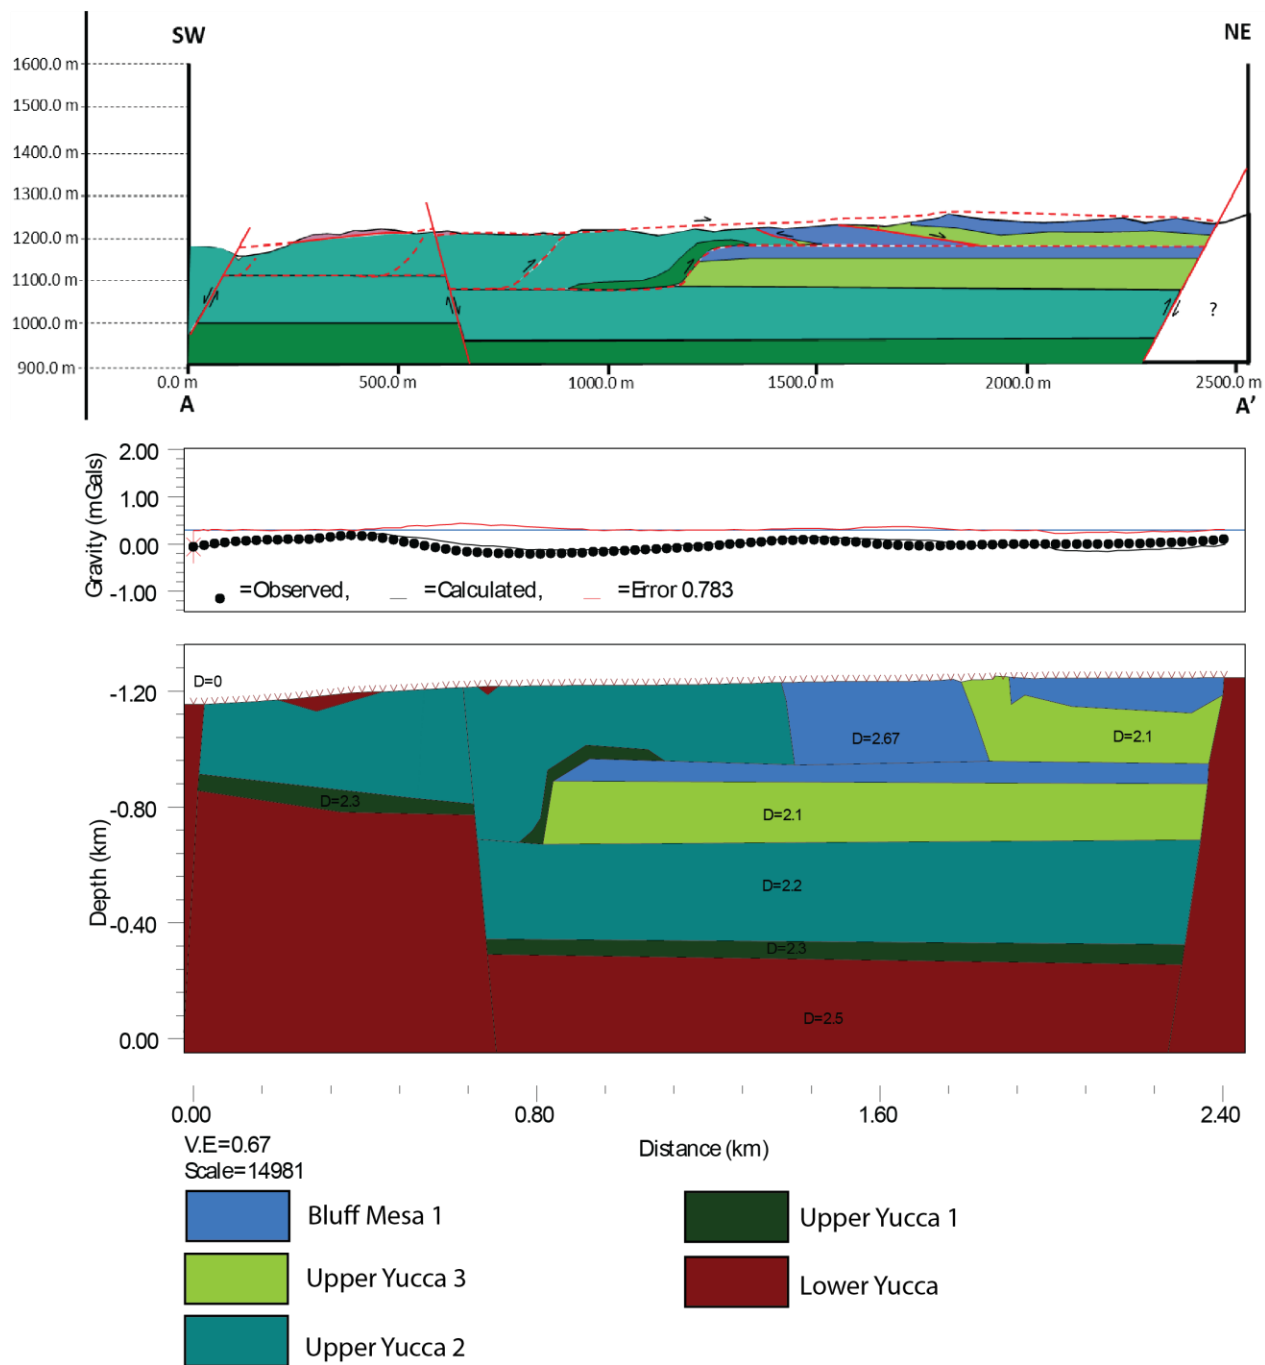 SW
NE
1600.0 m
1500.0 m
1400.0 m
1300.0 m
1200.0 m
1100.0 m
1000.0 m
900.0 m
?
0.0 m
500.0 m
1000.0 m
1500.0 m
2000.0 m
2500.0 m
A
A'
2.00
1.00
0.00
-1.00
Gravity (mGals)
=Observed, =Calculated, =Error 0.783
D=0
-1.20
-0.80
-0.40
0.00
Depth (km)
D=2.67
D=2.1
D=2.3
D=2.1
D=2.2
D=2.3
D=2.5
0.00
0.80
1.60
2.40
V.E=0.67
Distance (km)
Scale=14981
Bluff Mesa 1
Upper Yucca 1
Upper Yucca 3
Lower Yucca
Upper Yucca 2